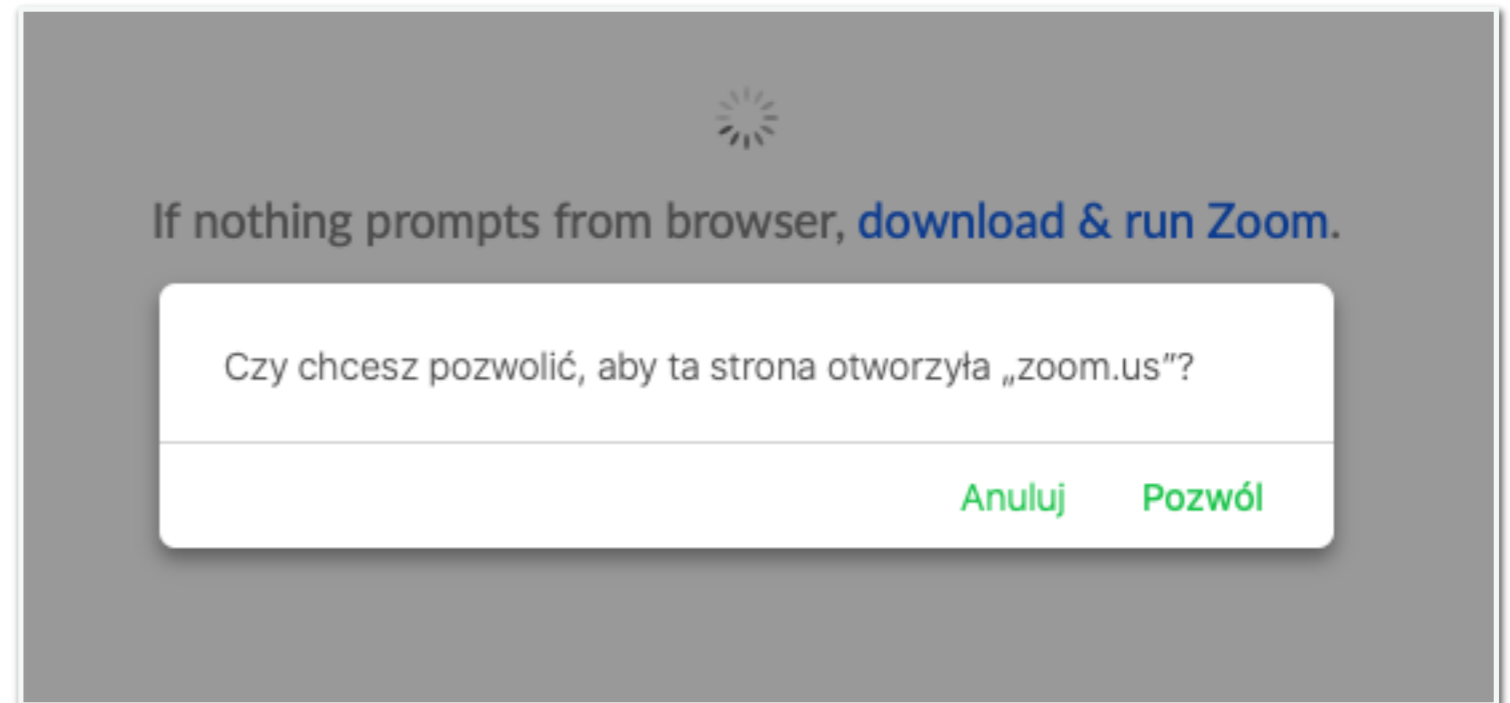 If nothing prompts from browser, download & run Zoom.
Czy chcesz pozwolić, aby ta strona otworzyła „zoom.us”?
Anuluj Pozwól